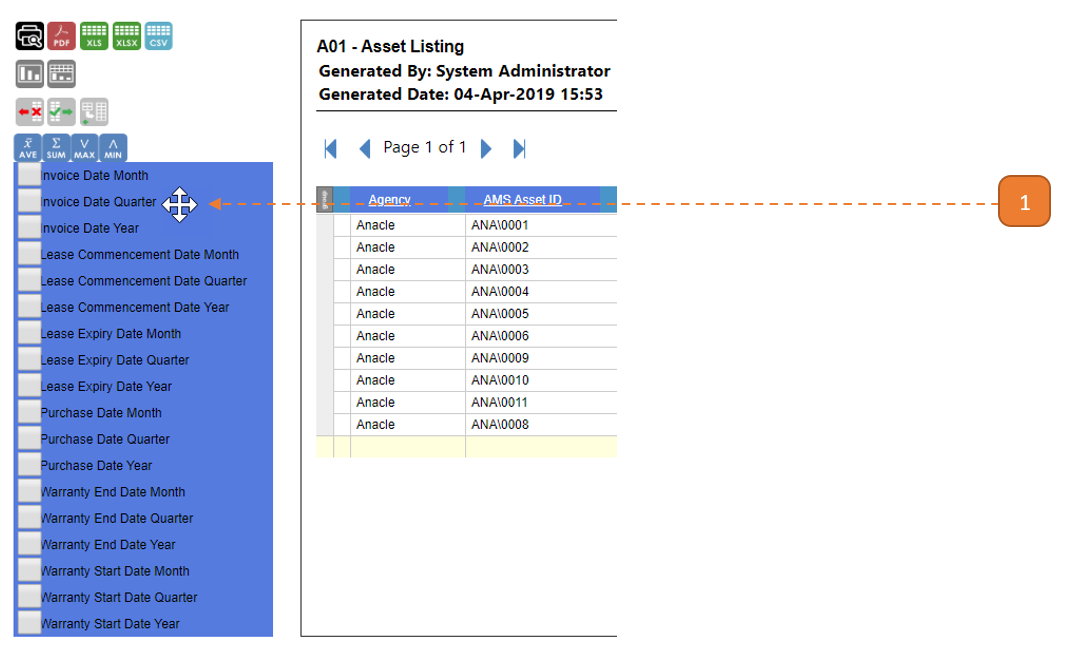 PDF XLS XLSX CSV
x̄ Σ V Λ
AVE SUM MAX MIN
Invoice Date Month
Invoice Date Quarter
Invoice Date Year
Lease Commencement Date Month
Lease Commencement Date Quarter
Lease Commencement Date Year
Lease Expiry Date Month
Lease Expiry Date Quarter
Lease Expiry Date Year
Purchase Date Month
Purchase Date Quarter
Purchase Date Year
Warranty End Date Month
Warranty End Date Quarter
Warranty End Date Year
Warranty Start Date Month
Warranty Start Date Quarter
Warranty Start Date Year
A01 - Asset Listing
Generated By: System Administrator
Generated Date: 04-Apr-2019 15:53
Page 1 of 1
Group Agency AMS Asset ID
Anacle ANA\0001
Anacle ANA\0002
Anacle ANA\0003
Anacle ANA\0004
Anacle ANA\0005
Anacle ANA\0006
Anacle ANA\0009
Anacle ANA\0010
Anacle ANA\0011
Anacle ANA\0008
1